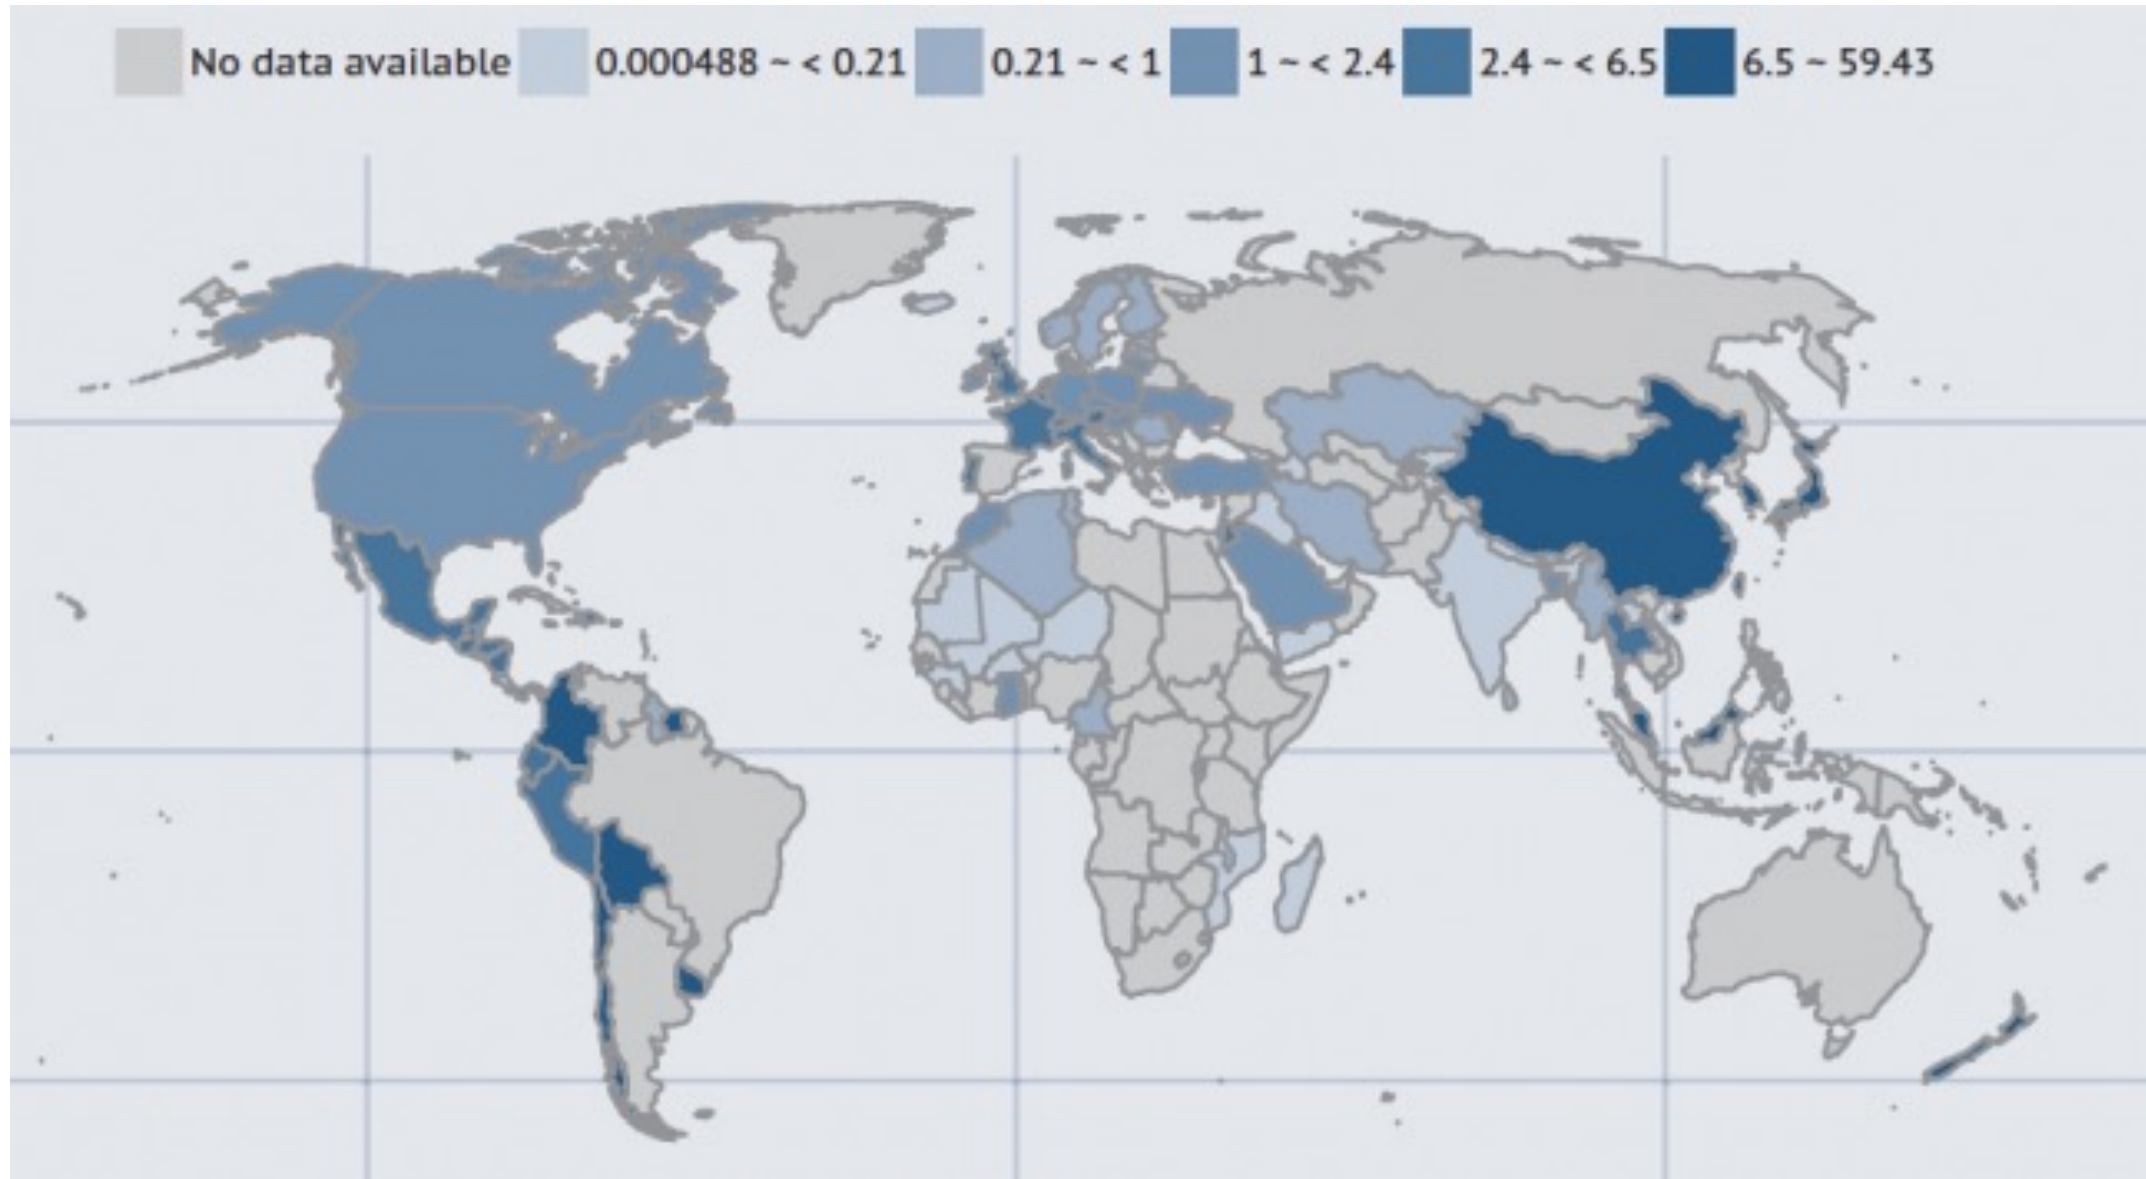 No data available 0.000488 ~ < 0.21 0.21 ~ < 1 1 ~ < 2.4 2.4 ~ < 6.5 6.5 ~ 59.43